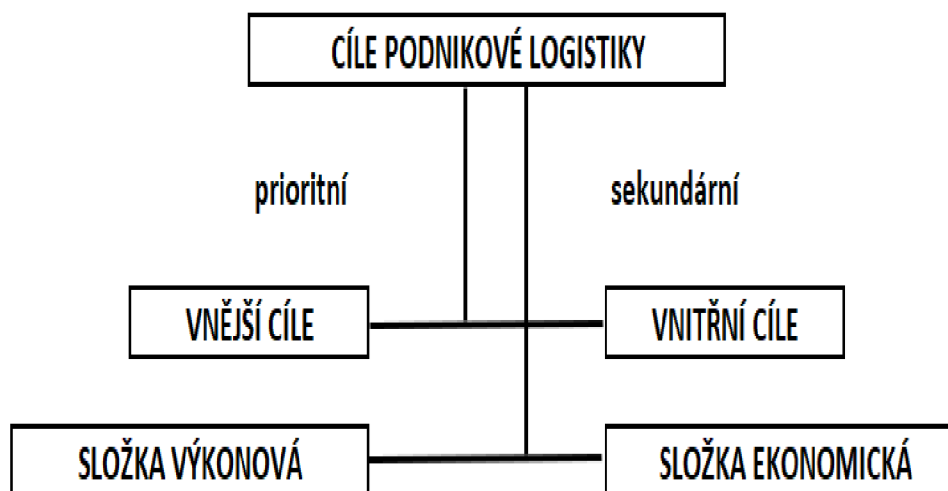 CÍLE PODNIKOVÉ LOGISTIKY
prioritní
sekundární
VNĚJŠÍ CÍLE
VNITŘNÍ CÍLE
SLOŽKA VÝKONOVÁ
SLOŽKA EKONOMICKÁ